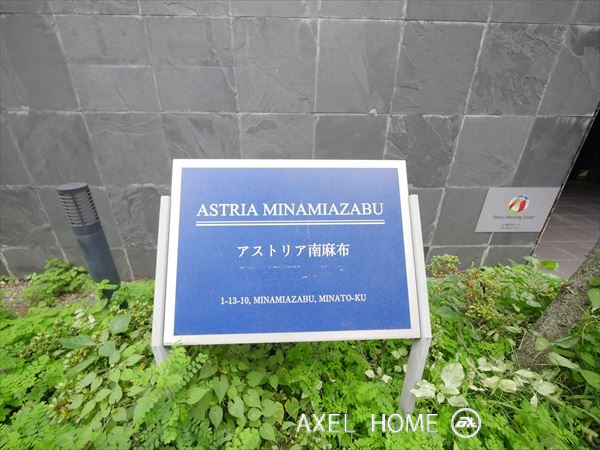 ASTRIA MINAMIAZABU
アストリア南麻布
1-13-10, MINAMIAZABU, MINATO-KU
Tokyu Housing Lease
AXEL HOME